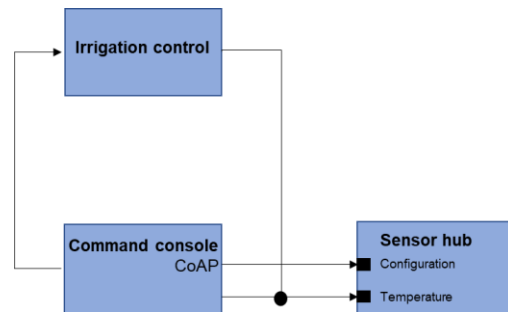 Irrigation control
Command console
CoAP
Sensor hub
Configuration
Temperature